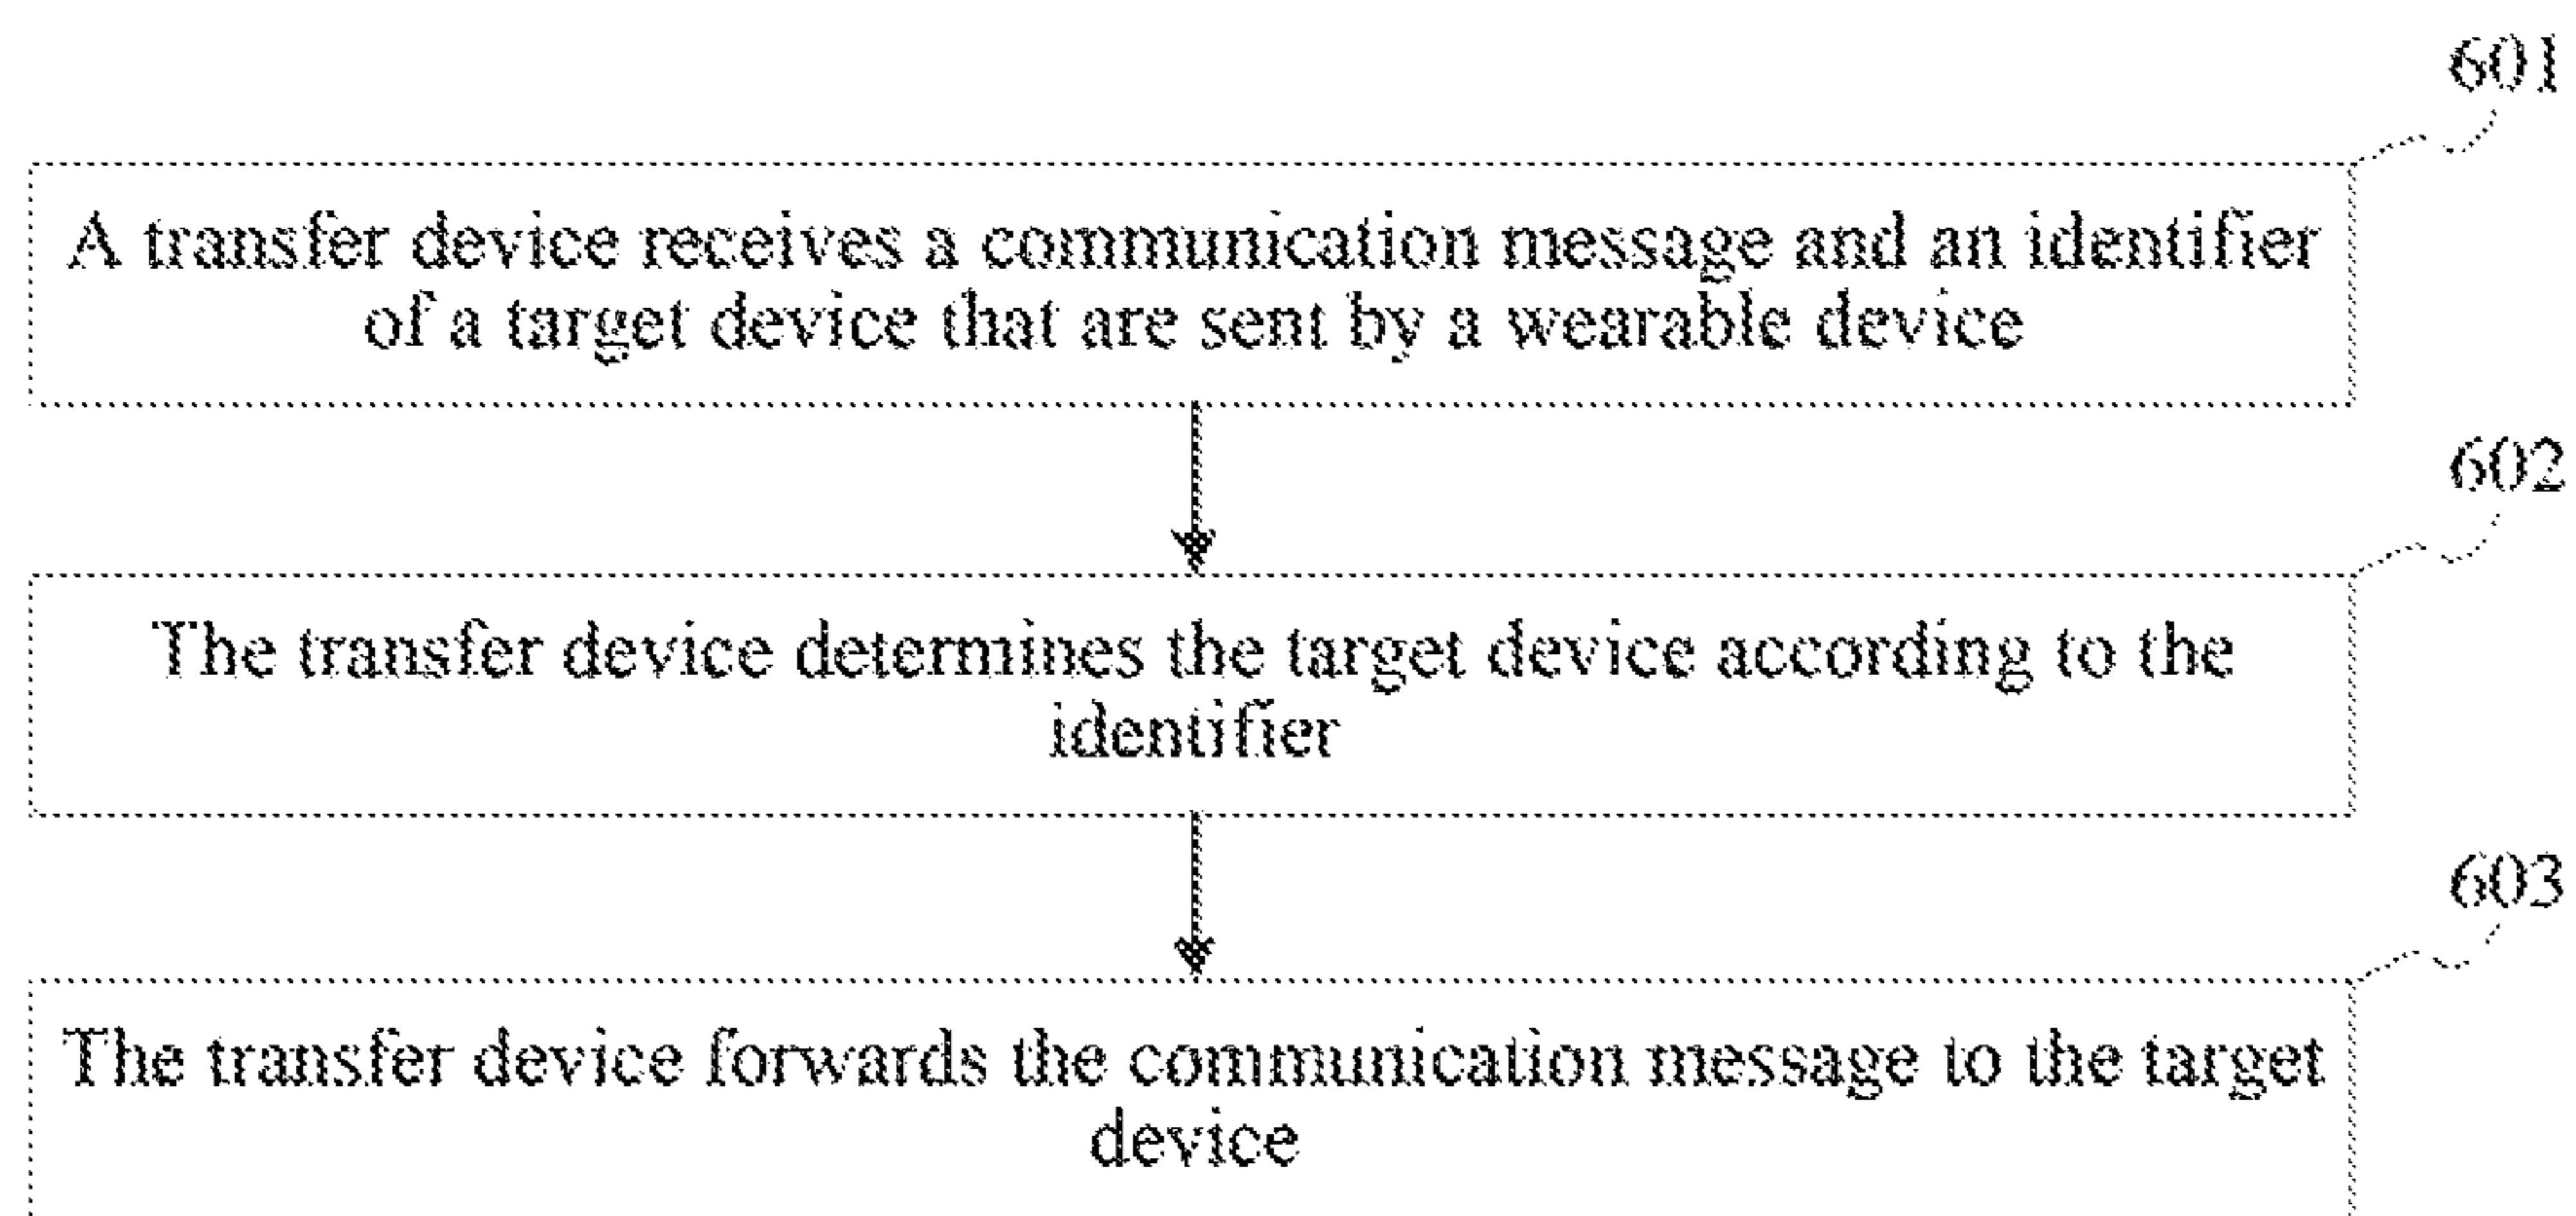 601
A transfer device receives a communication message and an identifier
of a target device that are sent by a wearable device
602
The transfer device determines the target device according to the
identifier
603
The transfer device forwards the communication message to the target
device